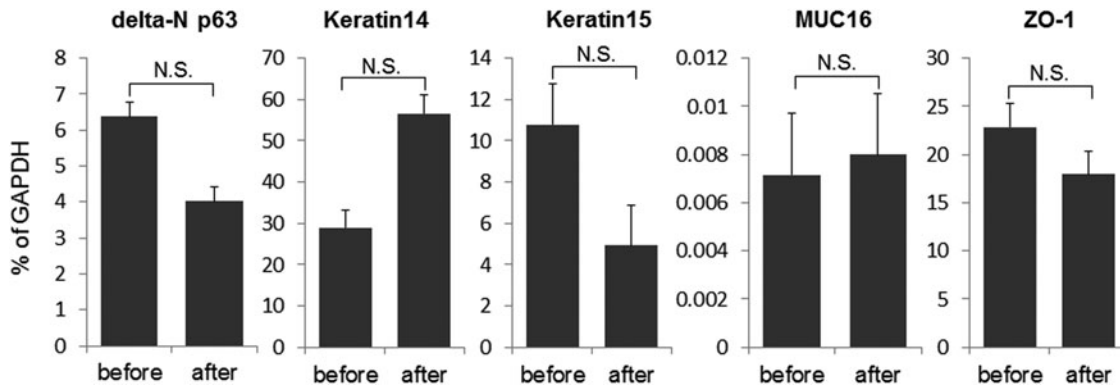 delta-N p63
Keratin14
Keratin15
MUC16
ZO-1
% of GAPDH
8
7
6
5
4
3
2
1
0
N.S.
before
after
80
70
60
50
40
30
20
10
0
N.S.
before
after
14
12
10
8
6
4
2
0
N.S.
before
after
0.012
0.01
0.008
0.006
0.004
0.002
0
N.S.
before
after
30
25
20
15
10
5
0
N.S.
before
after